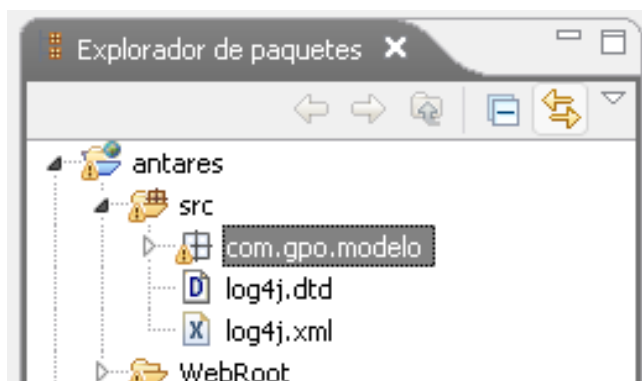 Explorador de paquetes
antares
src
com.gpo.modelo
log4j.dtd
log4j.xml
WebRoot